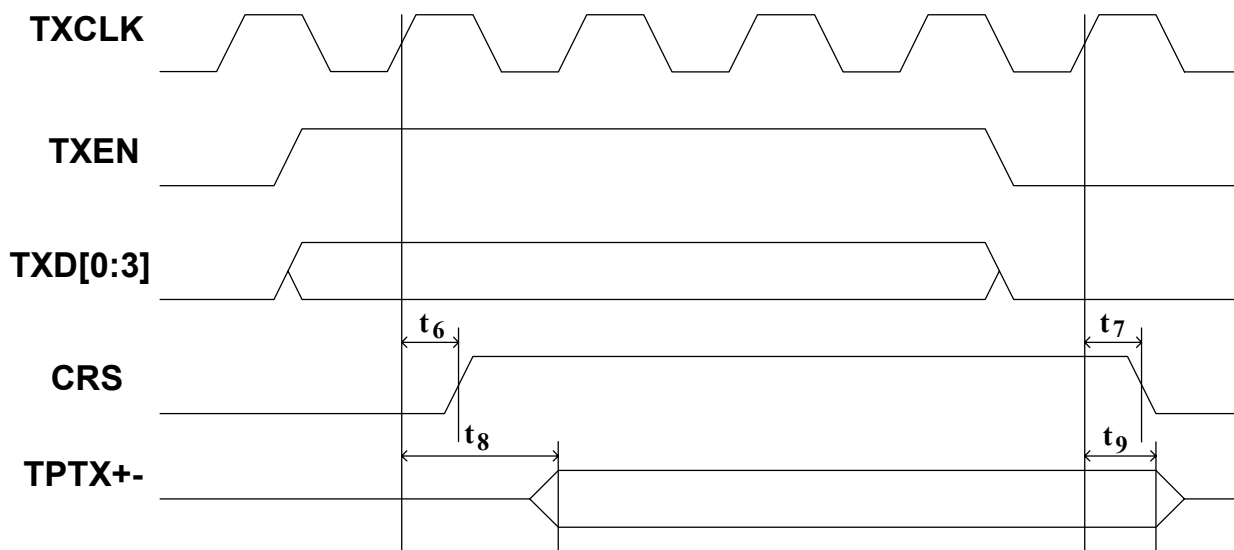 TXCLK
TXEN
TXD[0:3]
t6 t7
CRS
t8 t9
TPTX+-